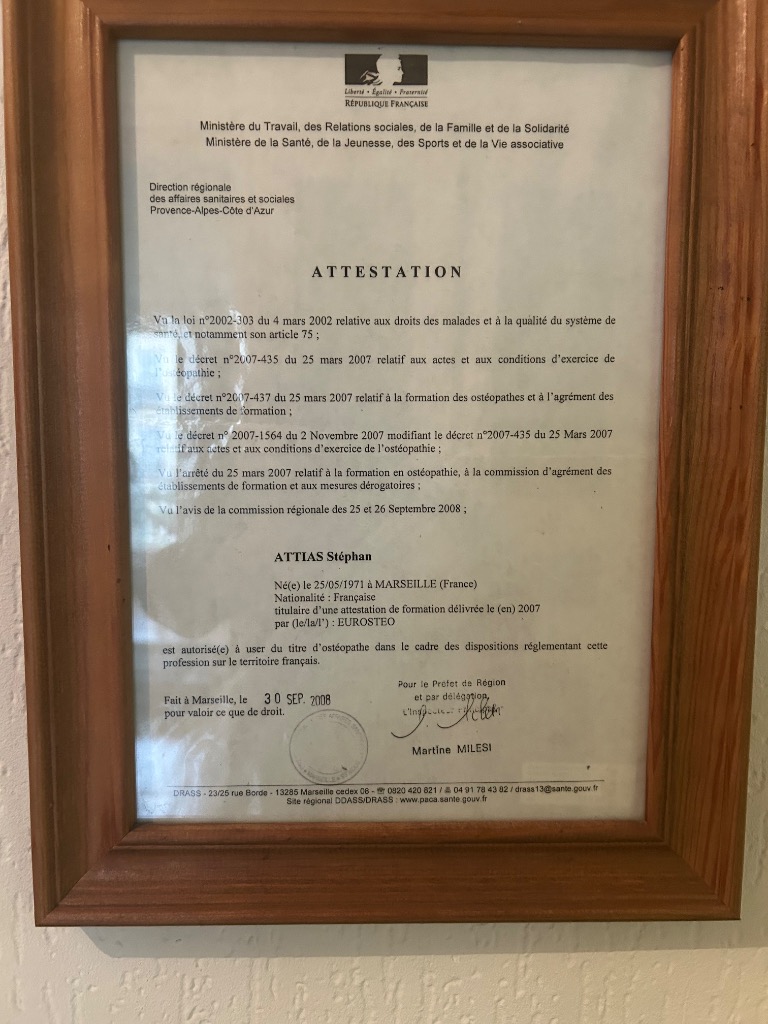 Liberté • Égalité • Fraternité
RÉPUBLIQUE FRANÇAISE
Ministère du Travail, des Relations sociales, de la Famille et de la Solidarité
Ministère de la Santé, de la Jeunesse, des Sports et de la Vie associative
Direction régionale
des affaires sanitaires et sociales
Provence-Alpes-Côte d'Azur
ATTESTATION
Vu la loi n°2002-303 du 4 mars 2002 relative aux droits des malades et à la qualité du système de
santé, et notamment son article 75 ;
Vu le décret n°2007-435 du 25 mars 2007 relatif aux actes et aux conditions d'exercice de
l'ostéopathie ;
Vu le décret n°2007-437 du 25 mars 2007 relatif à la formation des ostéopathes et à l'agrément des
établissements de formation ;
Vu le décret n° 2007-1564 du 2 Novembre 2007 modifiant le décret n°2007-435 du 25 Mars 2007
relatif aux actes et aux conditions d'exercice de l'ostéopathie ;
Vu l'arrêté du 25 mars 2007 relatif à la formation en ostéopathie, à la commission d'agrément des
établissements de formation et aux mesures dérogatoires ;
Vu l'avis de la commission régionale des 25 et 26 Septembre 2008 ;
ATTIAS Stéphan
Né(e) le 25/05/1971 à MARSEILLE (France)
Nationalité : Française
titulaire d'une attestation de formation délivrée le (en) 2007
par (le/la/l') : EUROSTEO
est autorisé(e) à user du titre d'ostéopathe dans le cadre des dispositions réglementant cette
profession sur le territoire français.
Fait à Marseille, le 30 SEP. 2008
pour valoir ce que de droit.
Pour le Préfet de Région
et par délégation,
Martine MILESI
DRASS - 23/25 rue Borde - 13285 Marseille cedex 08 - ☎ 0820 420 821 / 04 91 78 43 82 / drass13@sante.gouv.fr
Site régional DDASS/DRASS : www.paca.sante.gouv.fr